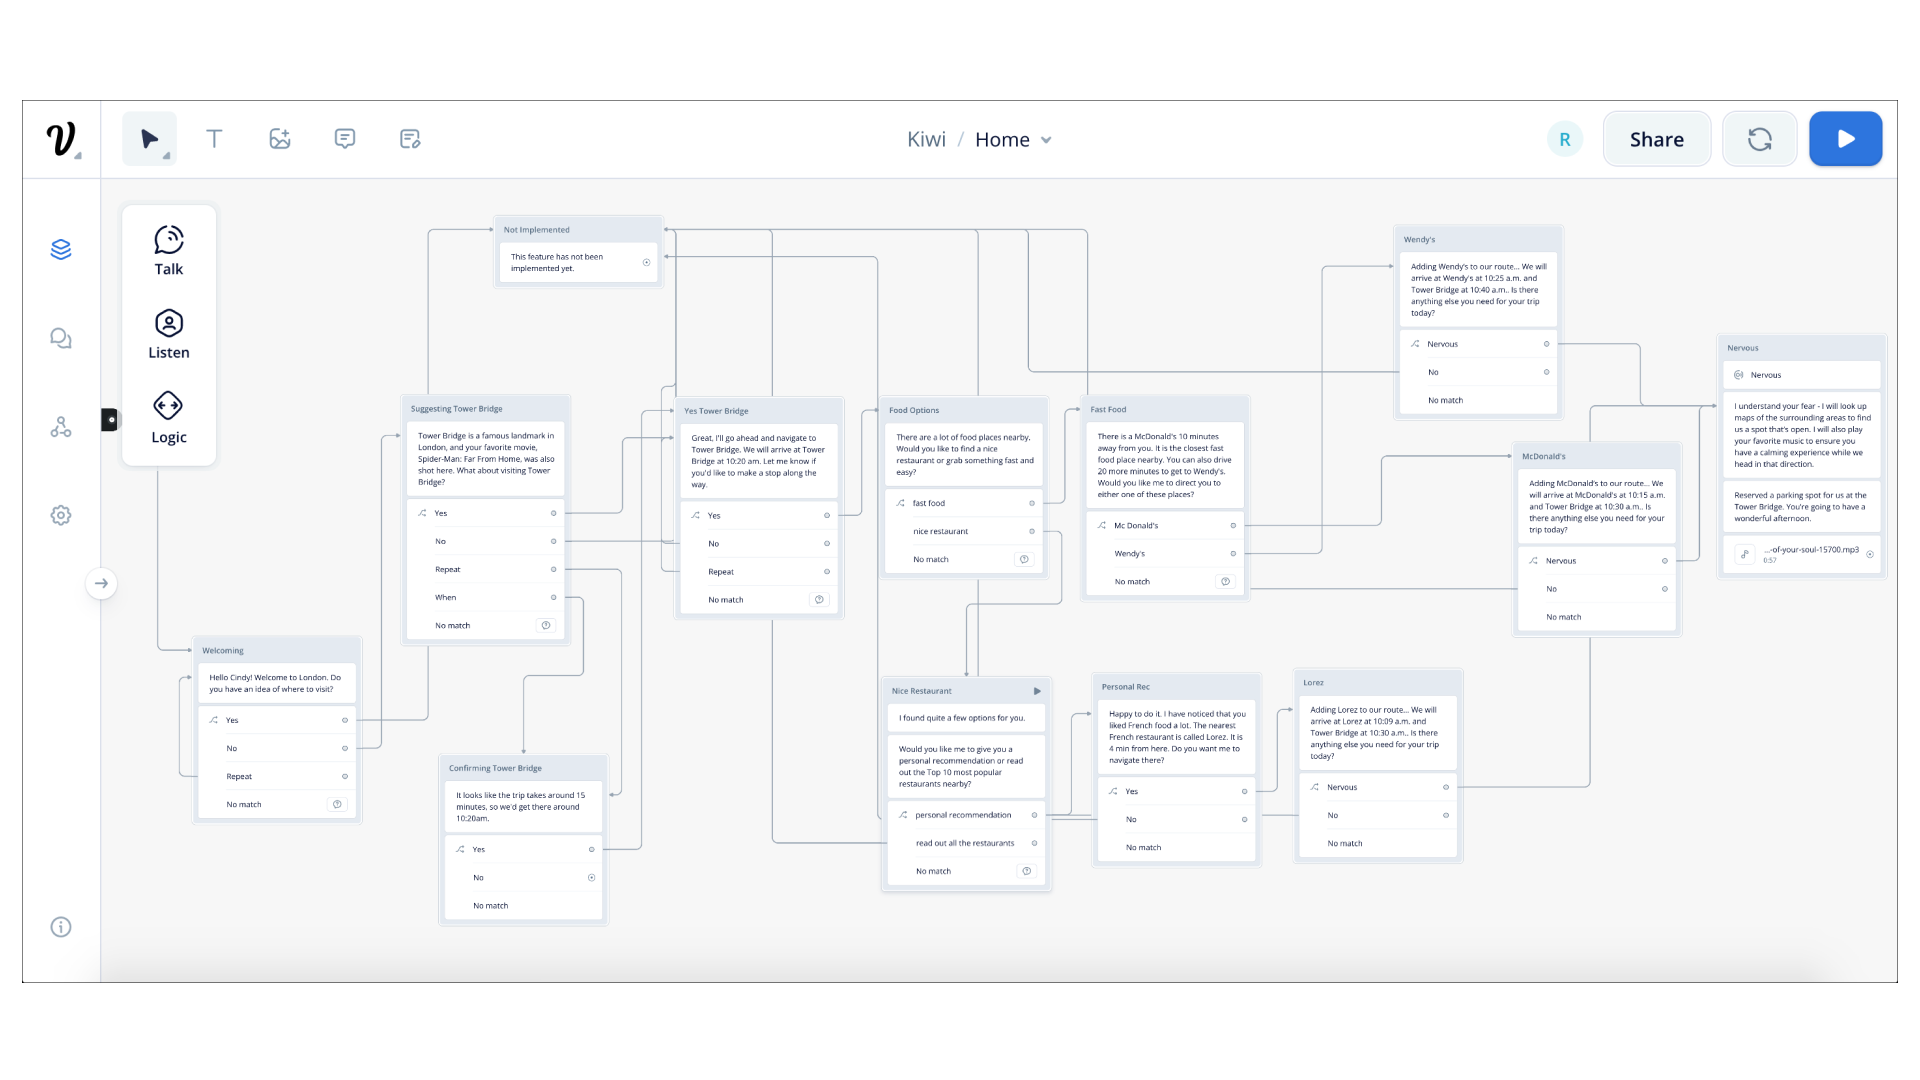 Kiwi / Home
R
Share
Talk
Listen
Logic
Not Implemented
This feature has not been
implemented yet.
Wendy's
Adding Wendy's to our route... We will
arrive at Wendy's at 10:25 a.m. and
Tower Bridge at 10:40 a.m.. Is there
anything else you need for your trip
today?
Nervous
No
No match
Nervous
Nervous
I understand your fear - I will look up
maps of the surrounding areas to find
us a spot that's open. I will also play
your favorite music to ensure you
have a calming experience while we
head in that direction.
Reserved a parking spot for us at the
Tower Bridge. You're going to have a
wonderful afternoon.
...-of-your-soul-15700.mp3
0:57
Suggesting Tower Bridge
Tower Bridge is a famous landmark in
London, and your favorite movie,
Spider-Man: Far From Home, was also
shot here. What about visiting Tower
Bridge?
Yes
No
Repeat
When
No match
Yes Tower Bridge
Great, I'll go ahead and navigate to
Tower Bridge. We will arrive at Tower
Bridge at 10:20 am. Let me know if
you'd like to make a stop along the
way.
Yes
No
Repeat
No match
Food Options
There are a lot of food places nearby.
Would you like to find a nice
restaurant or grab something fast and
easy?
fast food
nice restaurant
No match
Fast Food
There is a McDonald's 10 minutes
away from you. It is the closest fast
food place nearby. You can also drive
20 more minutes to get to Wendy's.
Would you like me to direct you to
either one of these places?
Mc Donald's
Wendy's
No match
McDonald's
Adding McDonald's to our route... We
will arrive at McDonald's at 10:15 a.m.
and Tower Bridge at 10:30 a.m.. Is
there anything else you need for your
trip today?
Nervous
No
No match
Welcoming
Hello Cindy! Welcome to London. Do
you have an idea of where to visit?
Yes
No
Repeat
No match
Confirming Tower Bridge
It looks like the trip takes around 15
minutes, so we'd get there around
10:20am.
Yes
No
No match
Nice Restaurant
I found quite a few options for you.
Would you like me to give you a
personal recommendation or read
out the Top 10 most popular
restaurants nearby?
personal recommendation
read out all the restaurants
No match
Personal Rec
Happy to do it. I have noticed that you
liked French food a lot. The nearest
French restaurant is called Lorez. It is
4 min from here. Do you want me to
navigate there?
Yes
No
No match
Lorez
Adding Lorez to our route... We will
arrive at Lorez at 10:09 a.m. and
Tower Bridge at 10:30 a.m.. Is there
anything else you need for your trip
today?
Nervous
No
No match